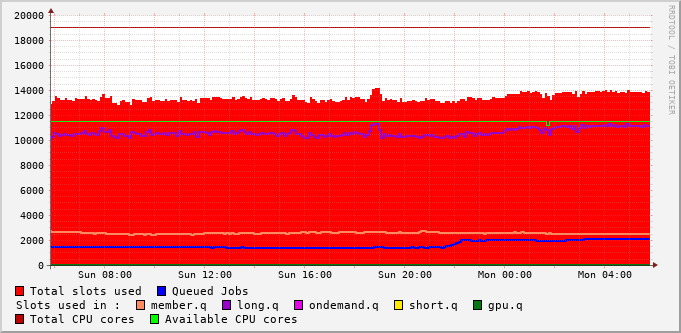 RRDTOOL / TOBI OETIKER
20000
18000
16000
14000
12000
10000
8000
6000
4000
2000
0
Sun 08:00 Sun 12:00 Sun 16:00 Sun 20:00 Mon 00:00 Mon 04:00
Total slots used Queued Jobs
Slots used in : member.q long.q ondemand.q short.q gpu.q
Total CPU cores Available CPU cores